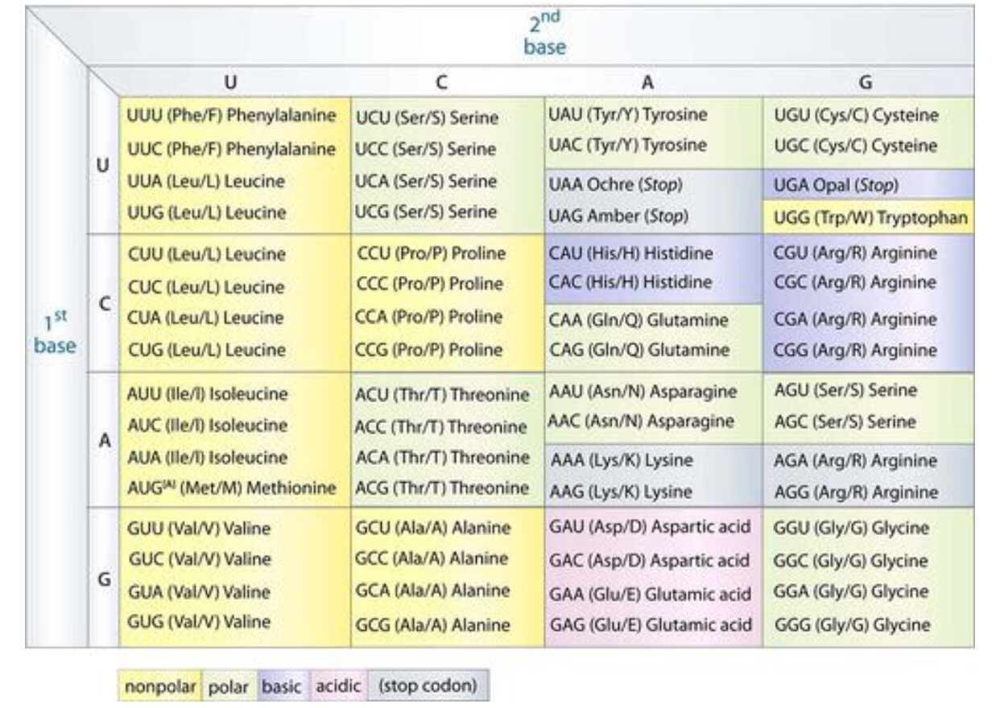 2nd
base
U C A G
1st
base
U
UUU (Phe/F) Phenylalanine
UUC (Phe/F) Phenylalanine
UUA (Leu/L) Leucine
UUG (Leu/L) Leucine
UCU (Ser/S) Serine
UCC (Ser/S) Serine
UCA (Ser/S) Serine
UCG (Ser/S) Serine
UAU (Tyr/Y) Tyrosine
UAC (Tyr/Y) Tyrosine
UAA Ochre (Stop)
UAG Amber (Stop)
UGU (Cys/C) Cysteine
UGC (Cys/C) Cysteine
UGA Opal (Stop)
UGG (Trp/W) Tryptophan
C
CUU (Leu/L) Leucine
CUC (Leu/L) Leucine
CUA (Leu/L) Leucine
CUG (Leu/L) Leucine
CCU (Pro/P) Proline
CCC (Pro/P) Proline
CCA (Pro/P) Proline
CCG (Pro/P) Proline
CAU (His/H) Histidine
CAC (His/H) Histidine
CAA (Gln/Q) Glutamine
CAG (Gln/Q) Glutamine
CGU (Arg/R) Arginine
CGC (Arg/R) Arginine
CGA (Arg/R) Arginine
CGG (Arg/R) Arginine
A
AUU (Ile/I) Isoleucine
AUC (Ile/I) Isoleucine
AUA (Ile/I) Isoleucine
AUG[A] (Met/M) Methionine
ACU (Thr/T) Threonine
ACC (Thr/T) Threonine
ACA (Thr/T) Threonine
ACG (Thr/T) Threonine
AAU (Asn/N) Asparagine
AAC (Asn/N) Asparagine
AAA (Lys/K) Lysine
AAG (Lys/K) Lysine
AGU (Ser/S) Serine
AGC (Ser/S) Serine
AGA (Arg/R) Arginine
AGG (Arg/R) Arginine
G
GUU (Val/V) Valine
GUC (Val/V) Valine
GUA (Val/V) Valine
GUG (Val/V) Valine
GCU (Ala/A) Alanine
GCC (Ala/A) Alanine
GCA (Ala/A) Alanine
GCG (Ala/A) Alanine
GAU (Asp/D) Aspartic acid
GAC (Asp/D) Aspartic acid
GAA (Glu/E) Glutamic acid
GAG (Glu/E) Glutamic acid
GGU (Gly/G) Glycine
GGC (Gly/G) Glycine
GGA (Gly/G) Glycine
GGG (Gly/G) Glycine
nonpolar polar basic acidic (stop codon)